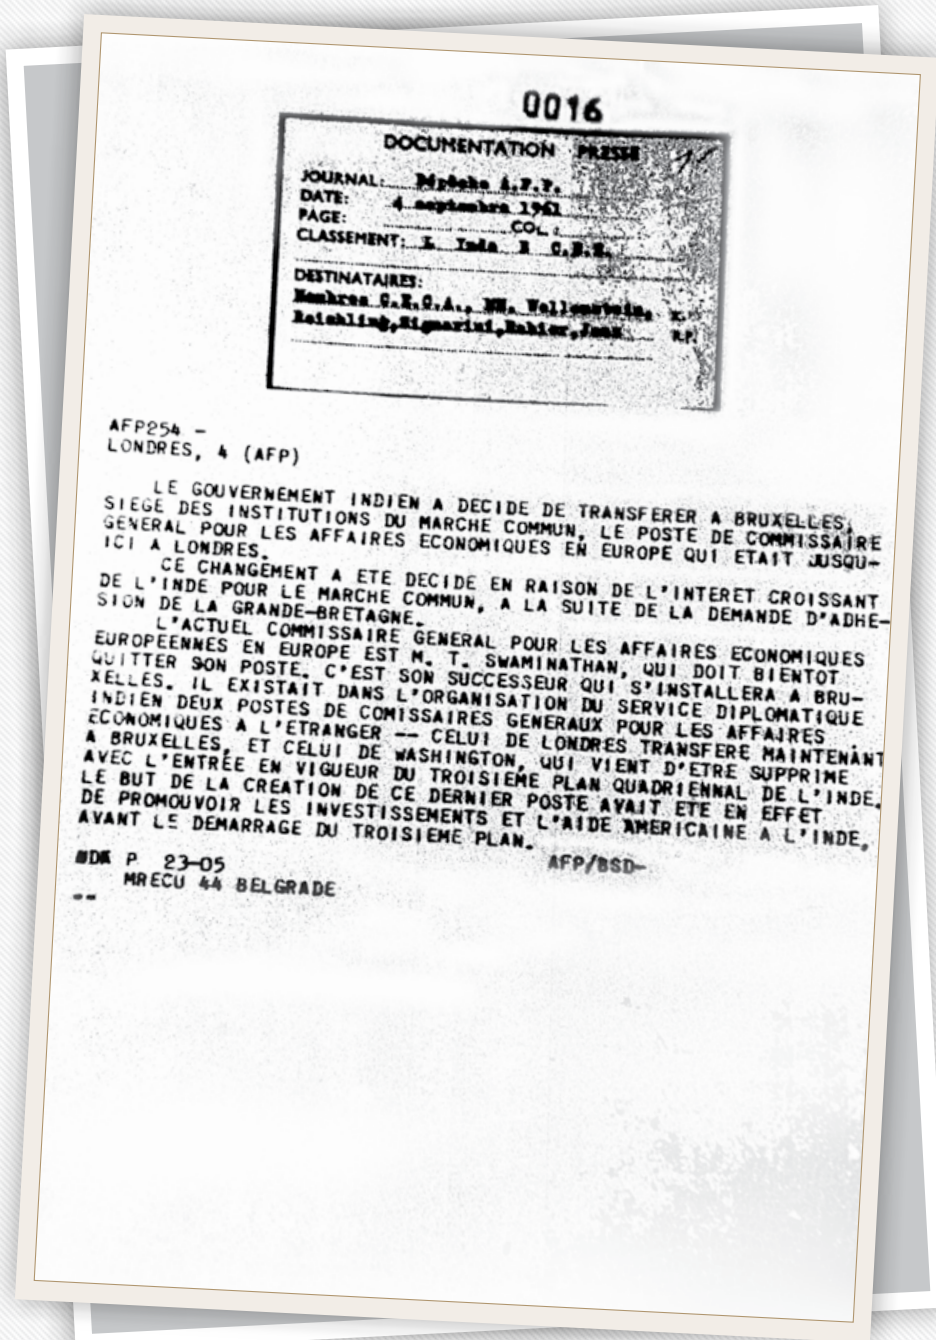 0016
DOCUMENTATION PRESSE
JOURNAL: Dépêche A.F.P.
DATE: 4 septembre 1961
PAGE: COL.:
CLASSEMENT: L Inde B C.E.E.
DESTINATAIRES:
Membres C.E.C.A., MM. Wellenstein, K.
Reichling, Signorini, Rabier, Jaax R.P.
AFP254 -
LONDRES, 4 (AFP)
LE GOUVERNEMENT INDIEN A DECIDE DE TRANSFERER A BRUXELLES,
SIEGE DES INSTITUTIONS DU MARCHE COMMUN, LE POSTE DE COMMISSAIRE
GENERAL POUR LES AFFAIRES ECONOMIQUES EN EUROPE QUI ETAIT JUSQU-
ICI A LONDRES.
CE CHANGEMENT A ETE DECIDE EN RAISON DE L'INTERET CROISSANT
DE L'INDE POUR LE MARCHE COMMUN, A LA SUITE DE LA DEMANDE D'ADHE-
SION DE LA GRANDE-BRETAGNE.
L'ACTUEL COMMISSAIRE GENERAL POUR LES AFFAIRES ECONOMIQUES
EUROPEENNES EN EUROPE EST M. T. SWAMINATHAN, QUI DOIT BIENTOT
QUITTER SON POSTE. C'EST SON SUCCESSEUR QUI S'INSTALLERA A BRU-
XELLES. IL EXISTAIT DANS L'ORGANISATION DU SERVICE DIPLOMATIQUE
INDIEN DEUX POSTES DE COMISSAIRES GENERAUX POUR LES AFFAIRES
ECONOMIQUES A L'ETRANGER -- CELUI DE LONDRES TRANSFERE MAINTENANT
A BRUXELLES, ET CELUI DE WASHINGTON, QUI VIENT D'ETRE SUPPRIME
AVEC L'ENTREE EN VIGUEUR DU TROISIEME PLAN QUADRIENNAL DE L'INDE.
LE BUT DE LA CREATION DE CE DERNIER POSTE AVAIT ETE EN EFFET
DE PROMOUVOIR LES INVESTISSEMENTS ET L'AIDE AMERICAINE A L'INDE,
AVANT LE DEMARRAGE DU TROISIEME PLAN.
AFP/BSD-
P 23-05
MRECU 44 BELGRADE
--